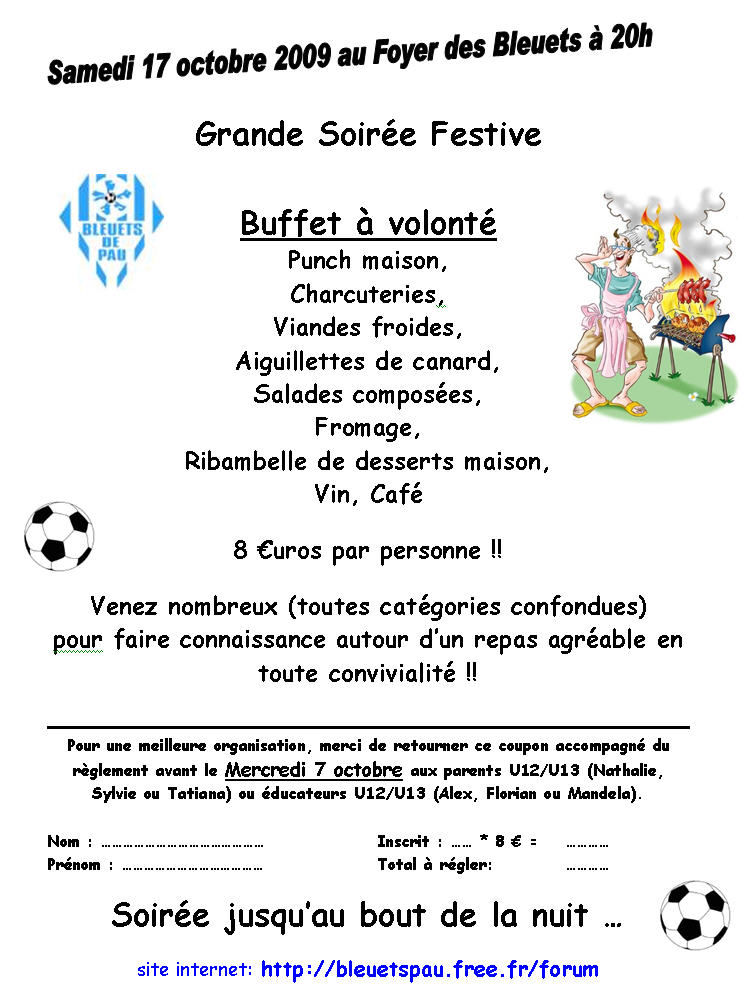 Samedi 17 octobre 2009 au Foyer des Bleuets à 20h
Grande Soirée Festive
BLEUETS
DE
PAU
Buffet à volonté
Punch maison,
Charcuteries,
Viandes froides,
Aiguillettes de canard,
Salades composées,
Fromage,
Ribambelle de desserts maison,
Vin, Café
8 €uros par personne !!
Venez nombreux (toutes catégories confondues)
pour faire connaissance autour d'un repas agréable en
toute convivialité !!
Pour une meilleure organisation, merci de retourner ce coupon accompagné du
règlement avant le Mercredi 7 octobre aux parents U12/U13 (Nathalie,
Sylvie ou Tatiana) ou éducateurs U12/U13 (Alex, Florian ou Mandela).
Nom : ……………………………………… Inscrit : …… * 8 € = …………
Prénom : ………………………………… Total à régler: …………
Soirée jusqu'au bout de la nuit …
site internet: http://bleuetspau.free.fr/forum